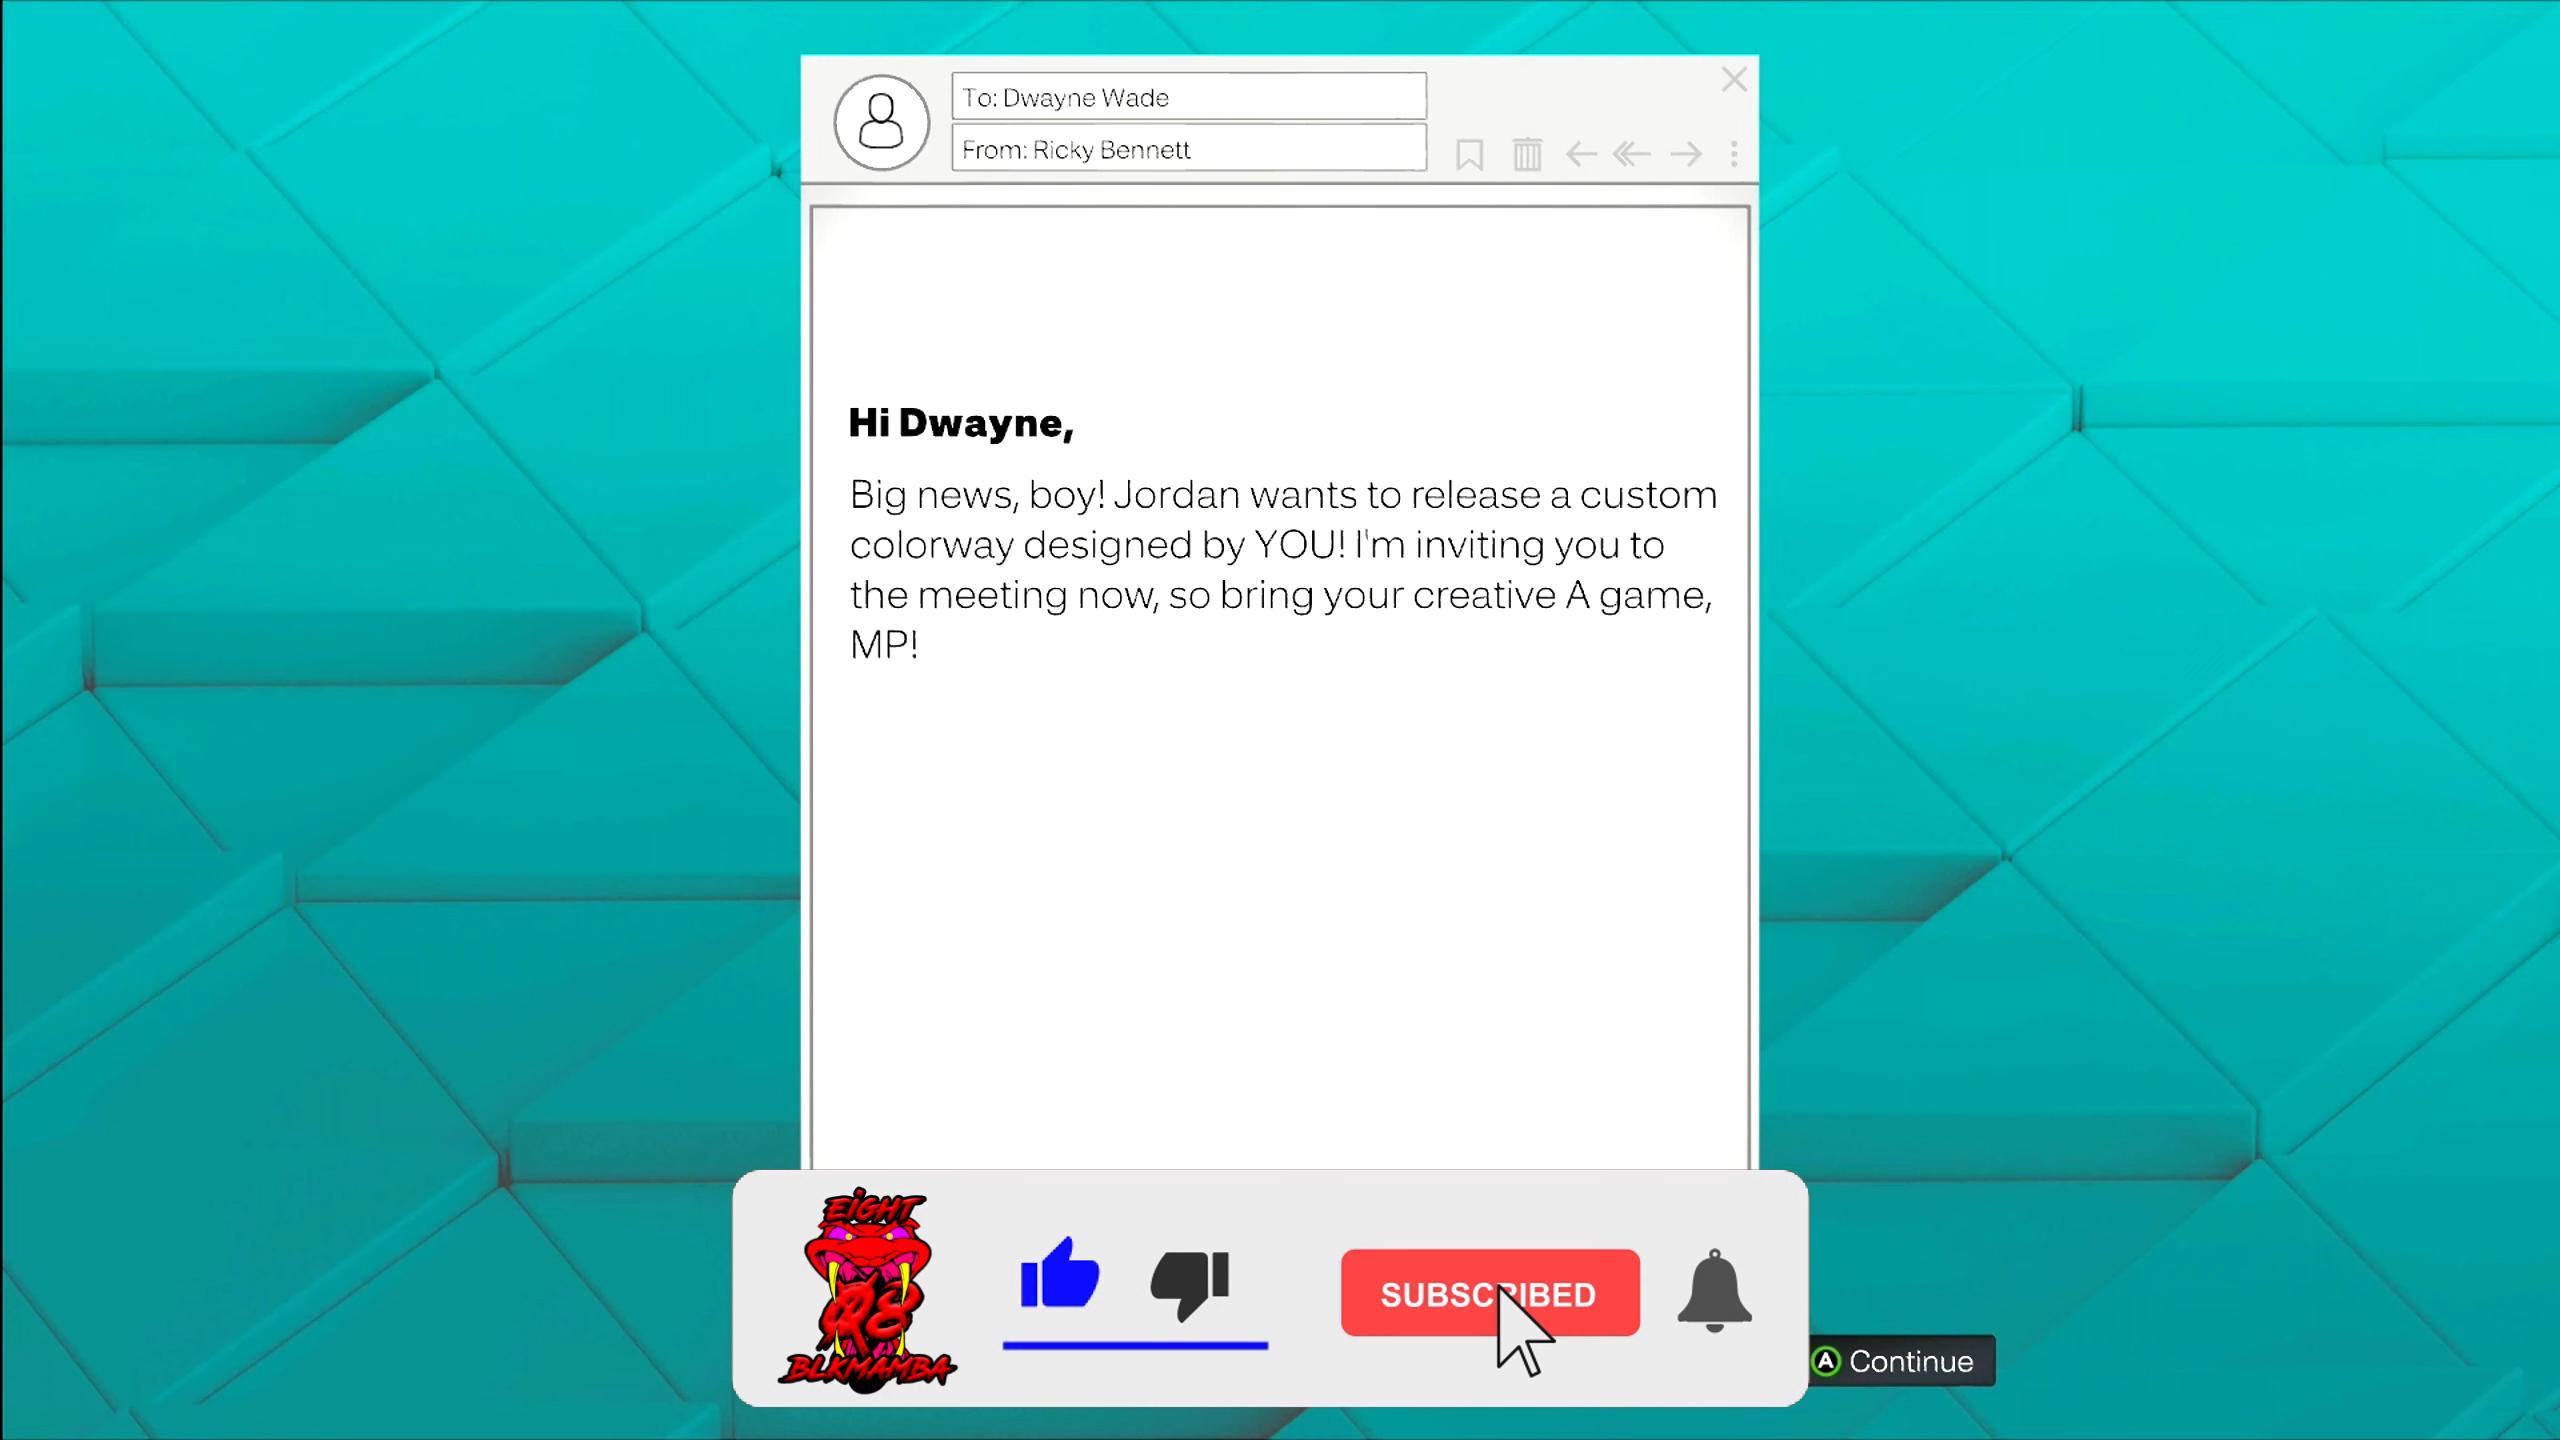 To: Dwayne Wade
From: Ricky Bennett
Hi Dwayne,
Big news, boy! Jordan wants to release a custom
colorway designed by YOU! I'm inviting you to
the meeting now, so bring your creative A game,
MP!
EIGHT
98
BLKMAMBA
SUBSCRIBED
A Continue